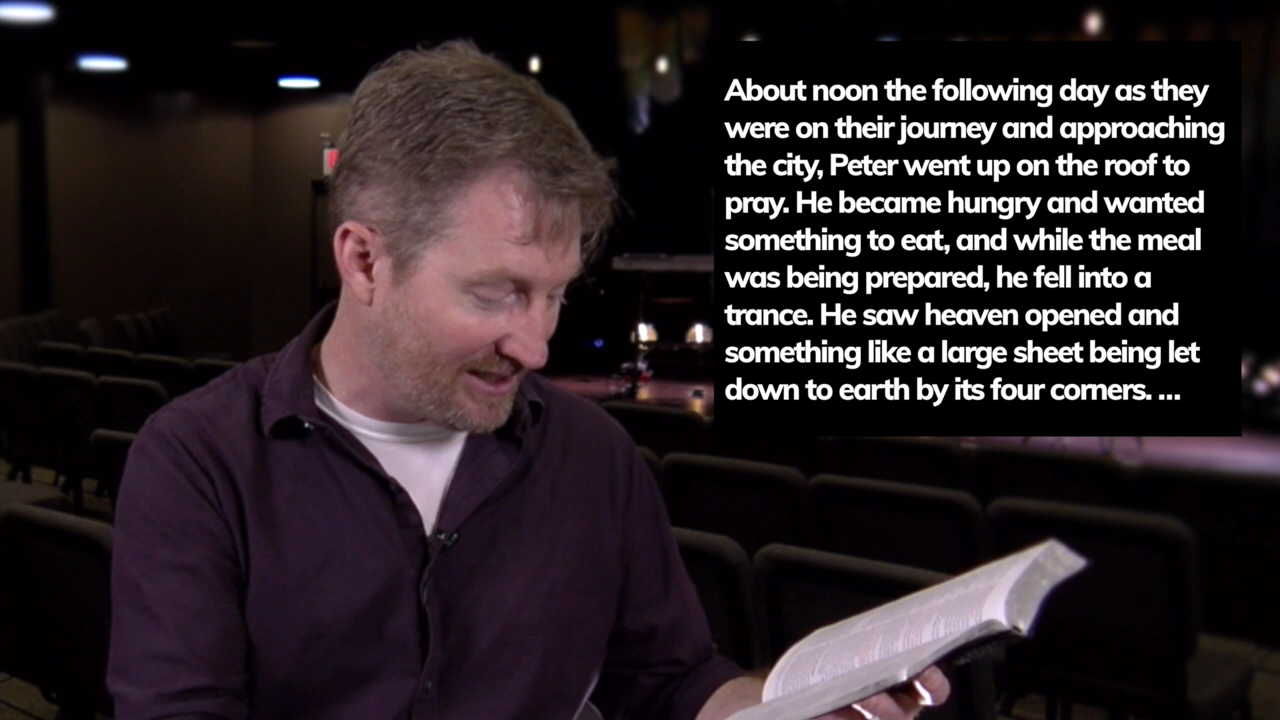 About noon the following day as they
were on their journey and approaching
the city, Peter went up on the roof to
pray. He became hungry and wanted
something to eat, and while the meal
was being prepared, he fell into a
trance. He saw heaven opened and
something like a large sheet being let
down to earth by its four corners. ...